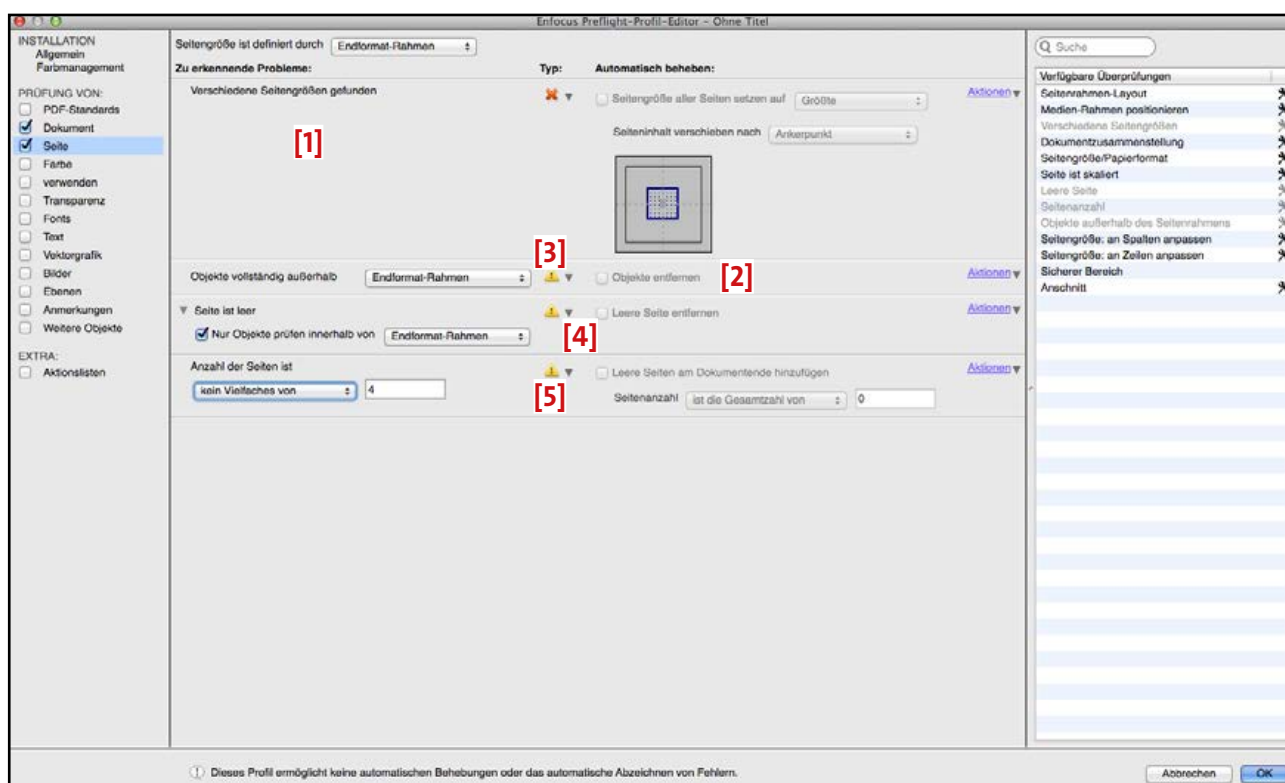 Enfocus Preflight-Profil-Editor – Ohne Titel
INSTALLATION
Allgemein
Farbmanagement
PRÜFUNG VON:
PDF-Standards
Dokument
Seite
Farbe
verwenden
Transparenz
Fonts
Text
Vektorgrafik
Bilder
Ebenen
Anmerkungen
Weitere Objekte
EXTRA:
Aktionslisten
Seitengröße ist definiert durch Endformat-Rahmen
Zu erkennende Probleme: Typ: Automatisch beheben:
Verschiedene Seitengrößen gefunden Seitengröße aller Seiten setzen auf Größte Aktionen
[1]
Seiteninhalt verschieben nach Ankerpunkt
[3]
Objekte vollständig außerhalb Endformat-Rahmen Objekte entfernen [2] Aktionen
Seite ist leer Leere Seite entfernen Aktionen
Nur Objekte prüfen innerhalb von Endformat-Rahmen [4]
Anzahl der Seiten ist Leere Seiten am Dokumentende hinzufügen Aktionen
kein Vielfaches von 4 [5] Seitenanzahl ist die Gesamtzahl von 0
Suche
Verfügbare Überprüfungen
Seitenrahmen-Layout
Medien-Rahmen positionieren
Verschiedene Seitengrößen
Dokumentzusammenstellung
Seitengröße/Papierformat
Seite ist skaliert
Leere Seite
Seitenanzahl
Objekte außerhalb des Seitenrahmens
Seitengröße: an Spalten anpassen
Seitengröße: an Zeilen anpassen
Sicherer Bereich
Anschnitt
Dieses Profil ermöglicht keine automatischen Behebungen oder das automatische Abzeichnen von Fehlern.
Abbrechen OK